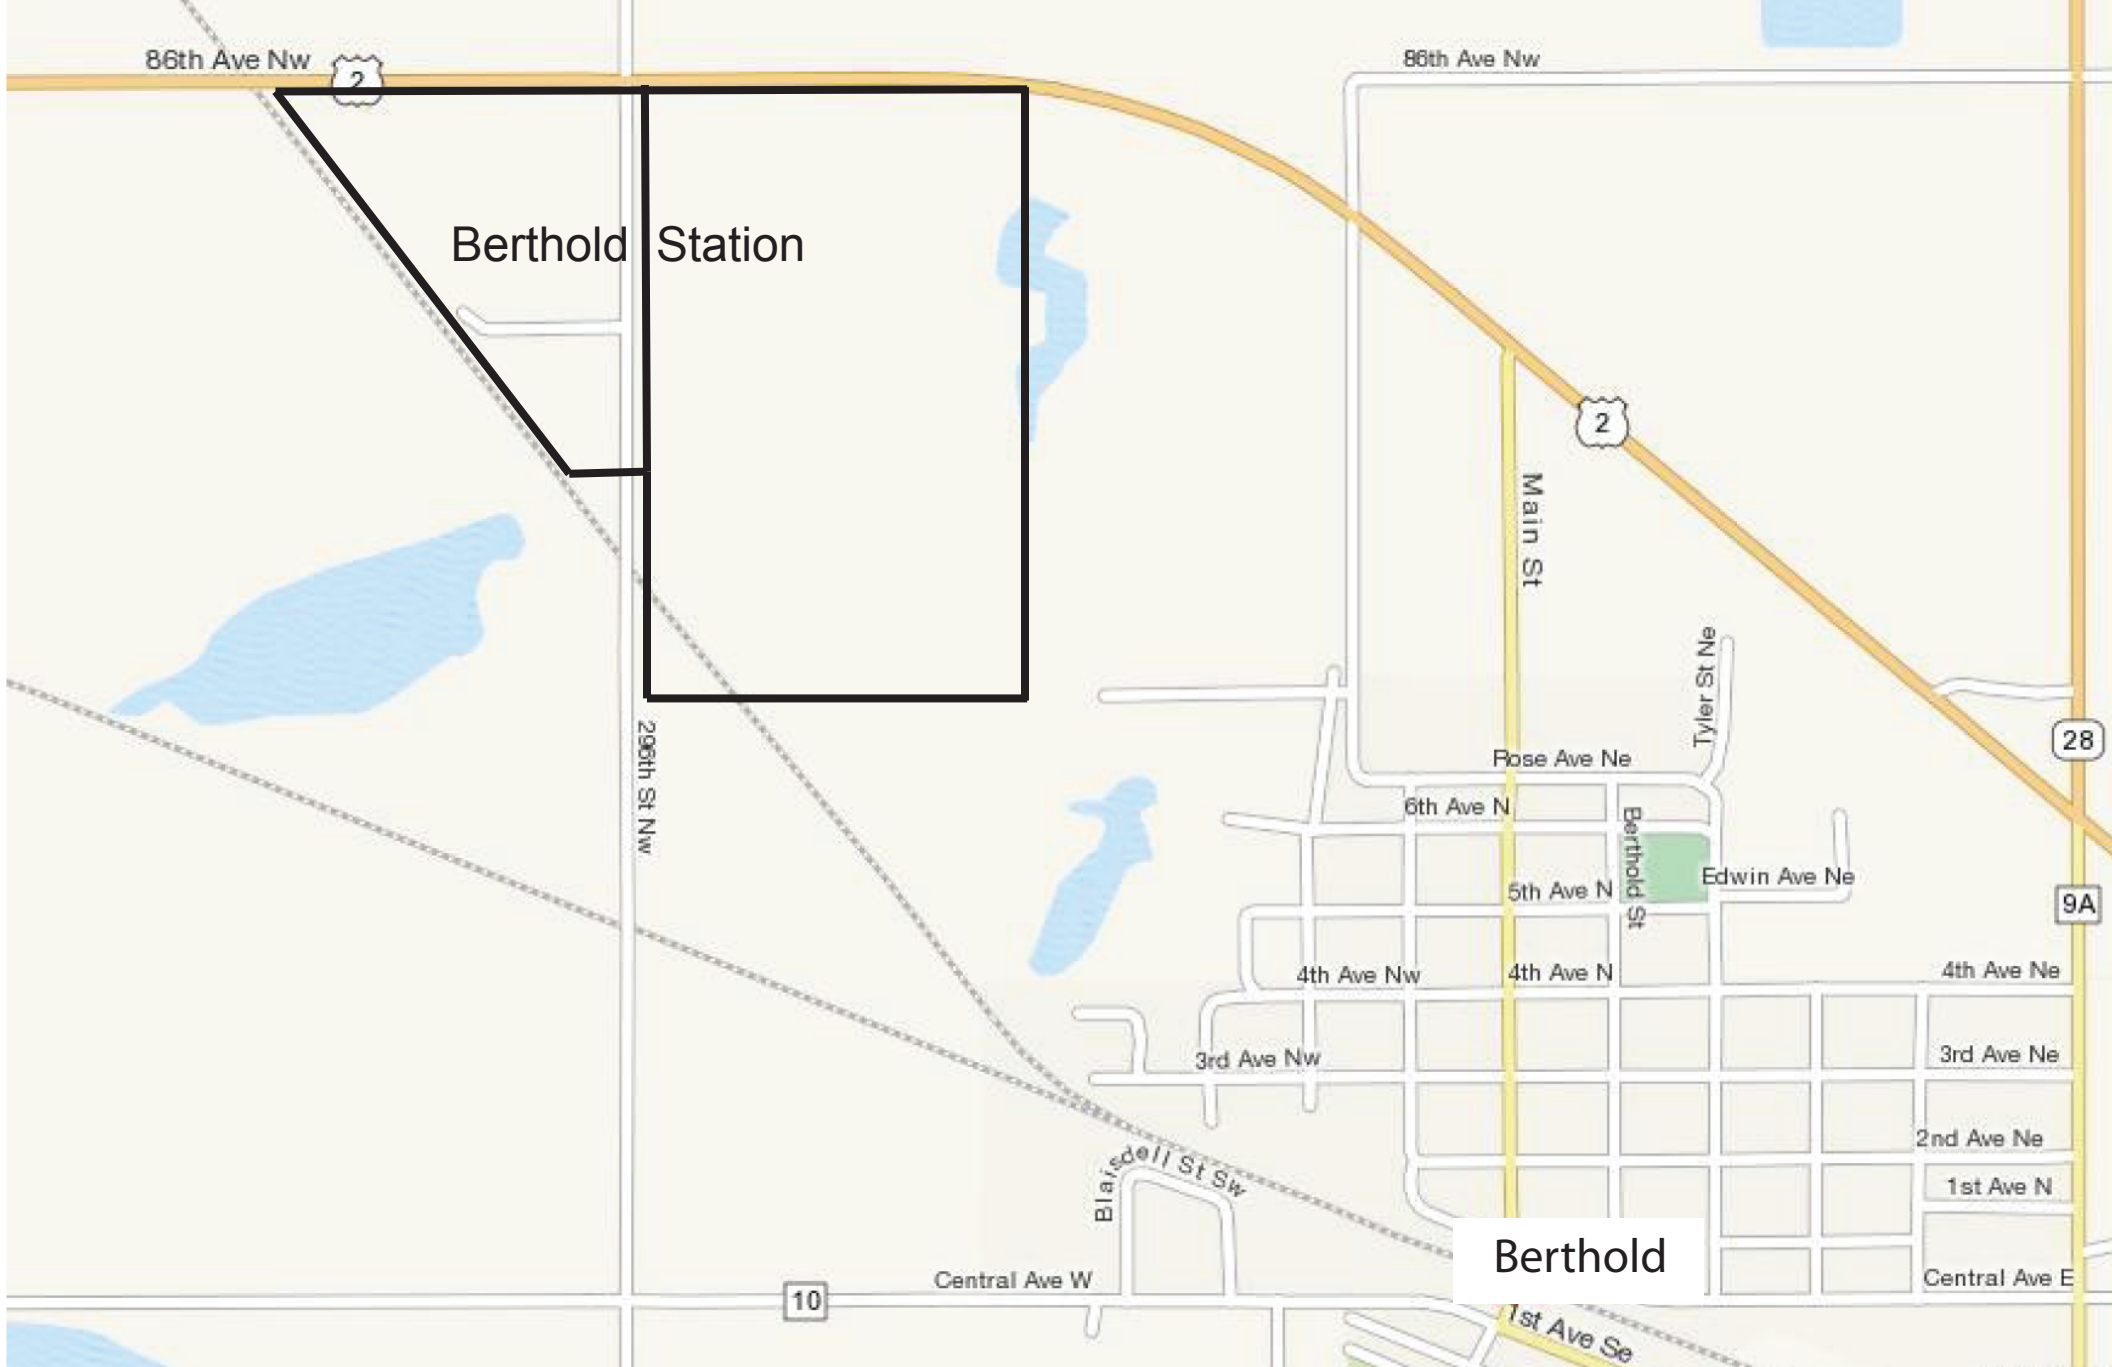 86th Ave Nw
2
86th Ave Nw
Berthold Station
2
Main St
Tyler St Ne
28
296th St Nw
Rose Ave Ne
6th Ave N
Berthold St
Edwin Ave Ne
5th Ave N
9A
4th Ave Nw
4th Ave N
4th Ave Ne
3rd Ave Nw
3rd Ave Ne
2nd Ave Ne
Blaisdell St Sw
1st Ave N
Berthold
Central Ave W
10
Central Ave E
1st Ave Se